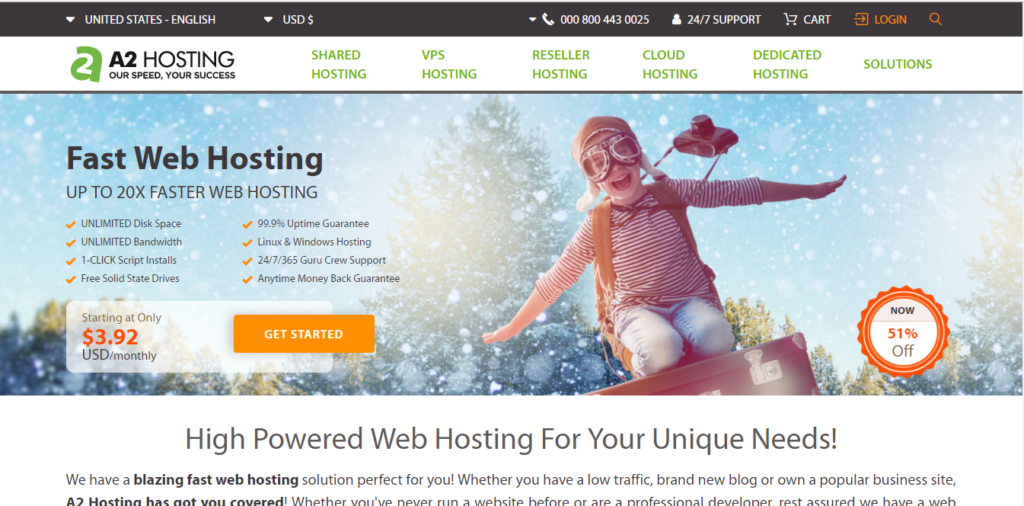 UNITED STATES - ENGLISH
USD $
000 800 443 0025
24/7 SUPPORT
CART
LOGIN
a2
A2 HOSTING
OUR SPEED, YOUR SUCCESS
SHARED
HOSTING
VPS
HOSTING
RESELLER
HOSTING
CLOUD
HOSTING
DEDICATED
HOSTING
SOLUTIONS
Fast Web Hosting
UP TO 20X FASTER WEB HOSTING
UNLIMITED Disk Space
UNLIMITED Bandwidth
1-CLICK Script Installs
Free Solid State Drives
99.9% Uptime Guarantee
Linux & Windows Hosting
24/7/365 Guru Crew Support
Anytime Money Back Guarantee
Starting at Only
$3.92
USD/monthly
GET STARTED
NOW
51%
Off
High Powered Web Hosting For Your Unique Needs!
We have a blazing fast web hosting solution perfect for you! Whether you have a low traffic, brand new blog or own a popular business site,
A2 Hosting has got you covered! Whether you've never run a website before or are a professional developer, rest assured we have a web